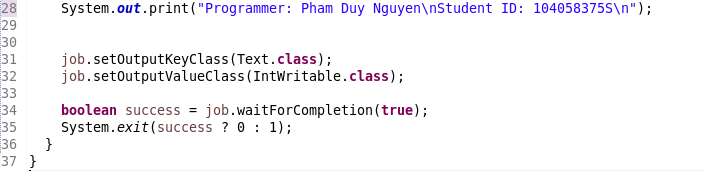 28    System.out.print("Programmer: Pham Duy Nguyen\nStudent ID: 104058375S\n");
29
30
31    job.setOutputKeyClass(Text.class);
32    job.setOutputValueClass(IntWritable.class);
33
34    boolean success = job.waitForCompletion(true);
35    System.exit(success ? 0 : 1);
36  }
37 }